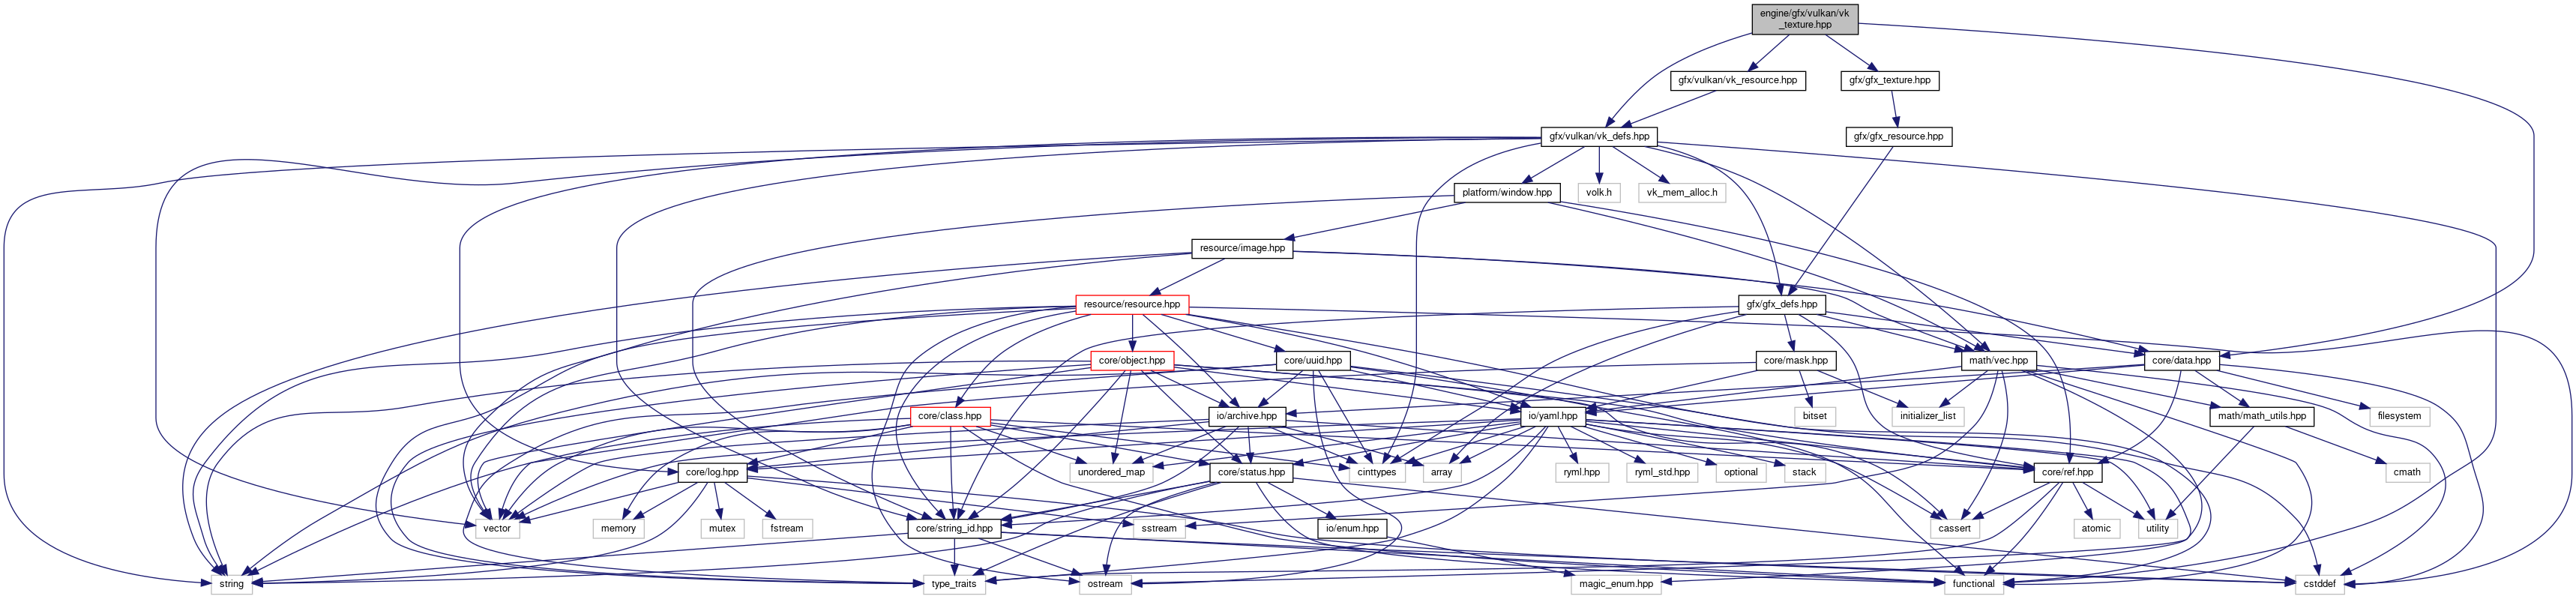 engine/gfx/vulkan/vk
_texture.hpp
gfx/vulkan/vk_resource.hpp
gfx/gfx_texture.hpp
gfx/vulkan/vk_defs.hpp
gfx/gfx_resource.hpp
platform/window.hpp
volk.h
vk_mem_alloc.h
resource/image.hpp
resource/resource.hpp
gfx/gfx_defs.hpp
core/object.hpp
core/uuid.hpp
core/mask.hpp
math/vec.hpp
core/data.hpp
core/class.hpp
io/archive.hpp
io/yaml.hpp
bitset
initializer_list
math/math_utils.hpp
filesystem
core/log.hpp
unordered_map
core/status.hpp
cinttypes
array
ryml.hpp
ryml_std.hpp
optional
stack
core/ref.hpp
cmath
vector
memory
mutex
fstream
sstream
core/string_id.hpp
io/enum.hpp
cassert
atomic
utility
string
type_traits
ostream
magic_enum.hpp
functional
cstddef